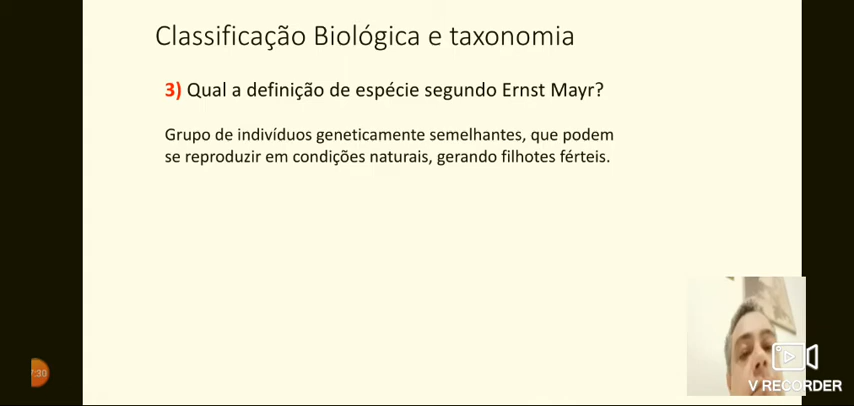 Classificação Biológica e taxonomia
3) Qual a definição de espécie segundo Ernst Mayr?
Grupo de indivíduos geneticamente semelhantes, que podem
se reproduzir em condições naturais, gerando filhotes férteis.
:30
V RECORDER